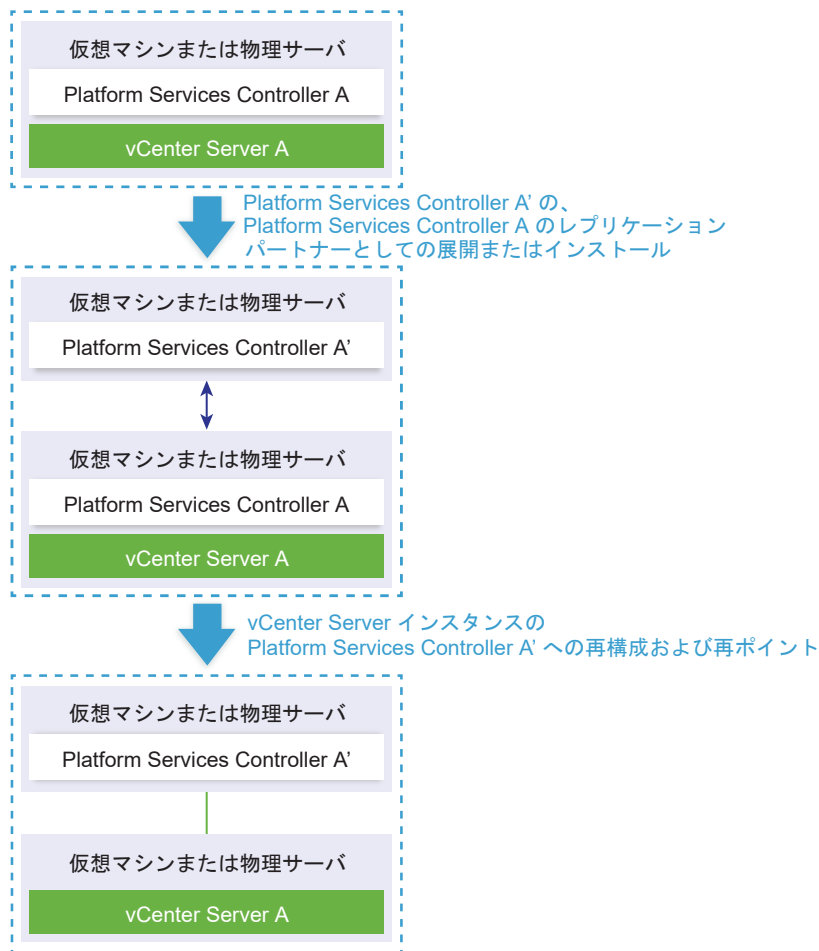 仮想マシンまたは物理サーバ
Platform Services Controller A
vCenter Server A
Platform Services Controller A’ の、
Platform Services Controller A のレプリケーション
パートナーとしての展開またはインストール
仮想マシンまたは物理サーバ
Platform Services Controller A’
仮想マシンまたは物理サーバ
Platform Services Controller A
vCenter Server A
vCenter Server インスタンスの
Platform Services Controller A’ への再構成および再ポイント
仮想マシンまたは物理サーバ
Platform Services Controller A’
仮想マシンまたは物理サーバ
vCenter Server A